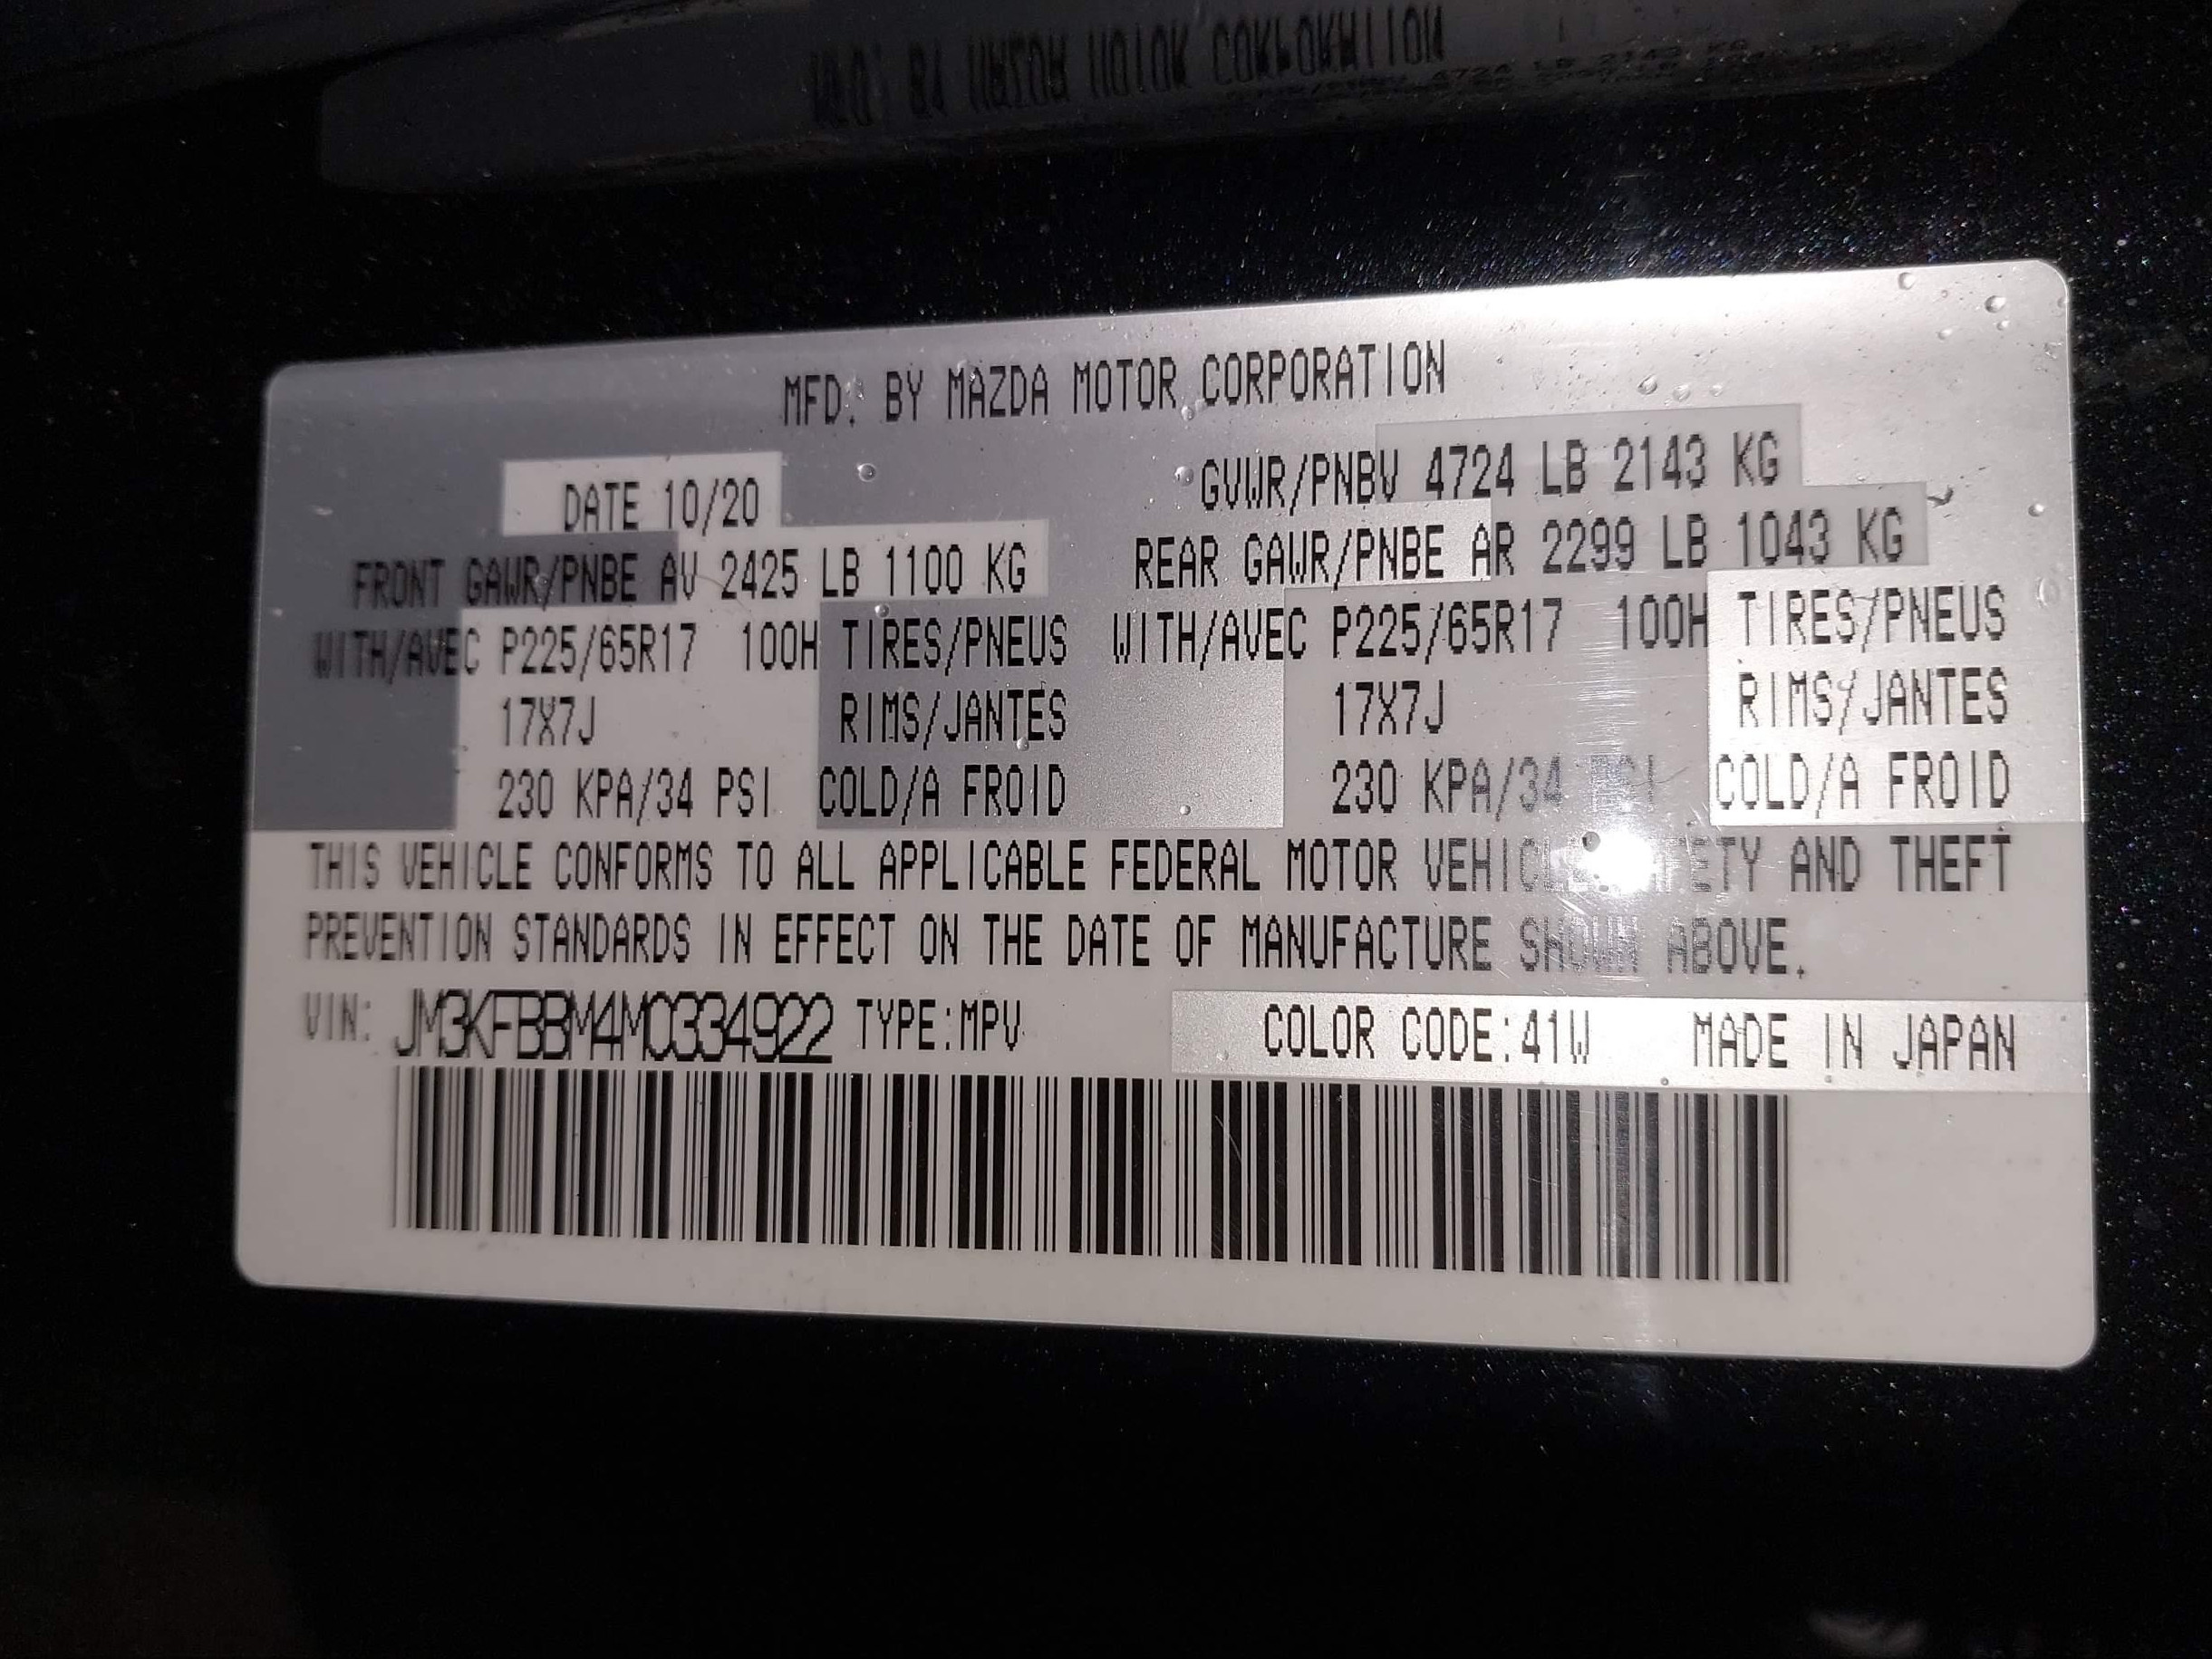 MFD. BY MAZDA MOTOR CORPORATION
DATE 10/20 GVWR/PNBV 4724 LB 2143 KG
FRONT GAWR/PNBE AV 2425 LB 1100 KG REAR GAWR/PNBE AR 2299 LB 1043 KG
WITH/AVEC P225/65R17 100H TIRES/PNEUS WITH/AVEC P225/65R17 100H TIRES/PNEUS
17X7J RIMS/JANTES 17X7J RIMS/JANTES
230 KPA/34 PSI COLD/A FROID 230 KPA/34 PSI COLD/A FROID
THIS VEHICLE CONFORMS TO ALL APPLICABLE FEDERAL MOTOR VEHICLE SAFETY AND THEFT
PREVENTION STANDARDS IN EFFECT ON THE DATE OF MANUFACTURE SHOWN ABOVE.
VIN: JM3KFBBM4M0334922 TYPE:MPV COLOR CODE:41W MADE IN JAPAN